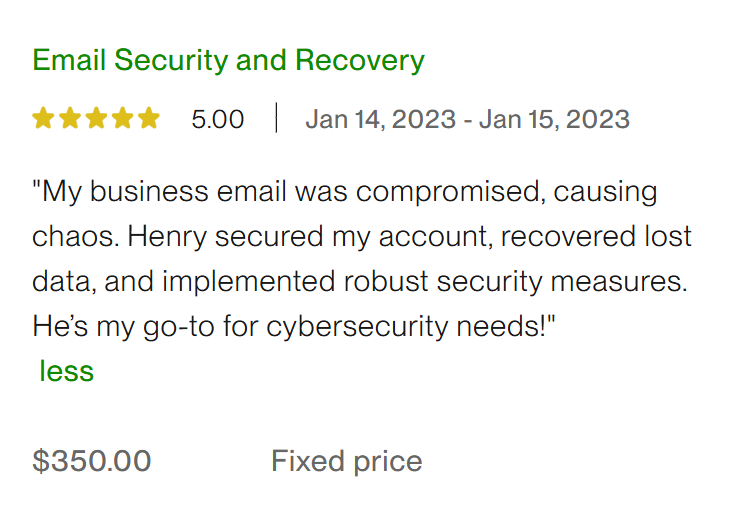 Email Security and Recovery
5.00 | Jan 14, 2023 - Jan 15, 2023
"My business email was compromised, causing
chaos. Henry secured my account, recovered lost
data, and implemented robust security measures.
He’s my go-to for cybersecurity needs!"
less
$350.00 Fixed price